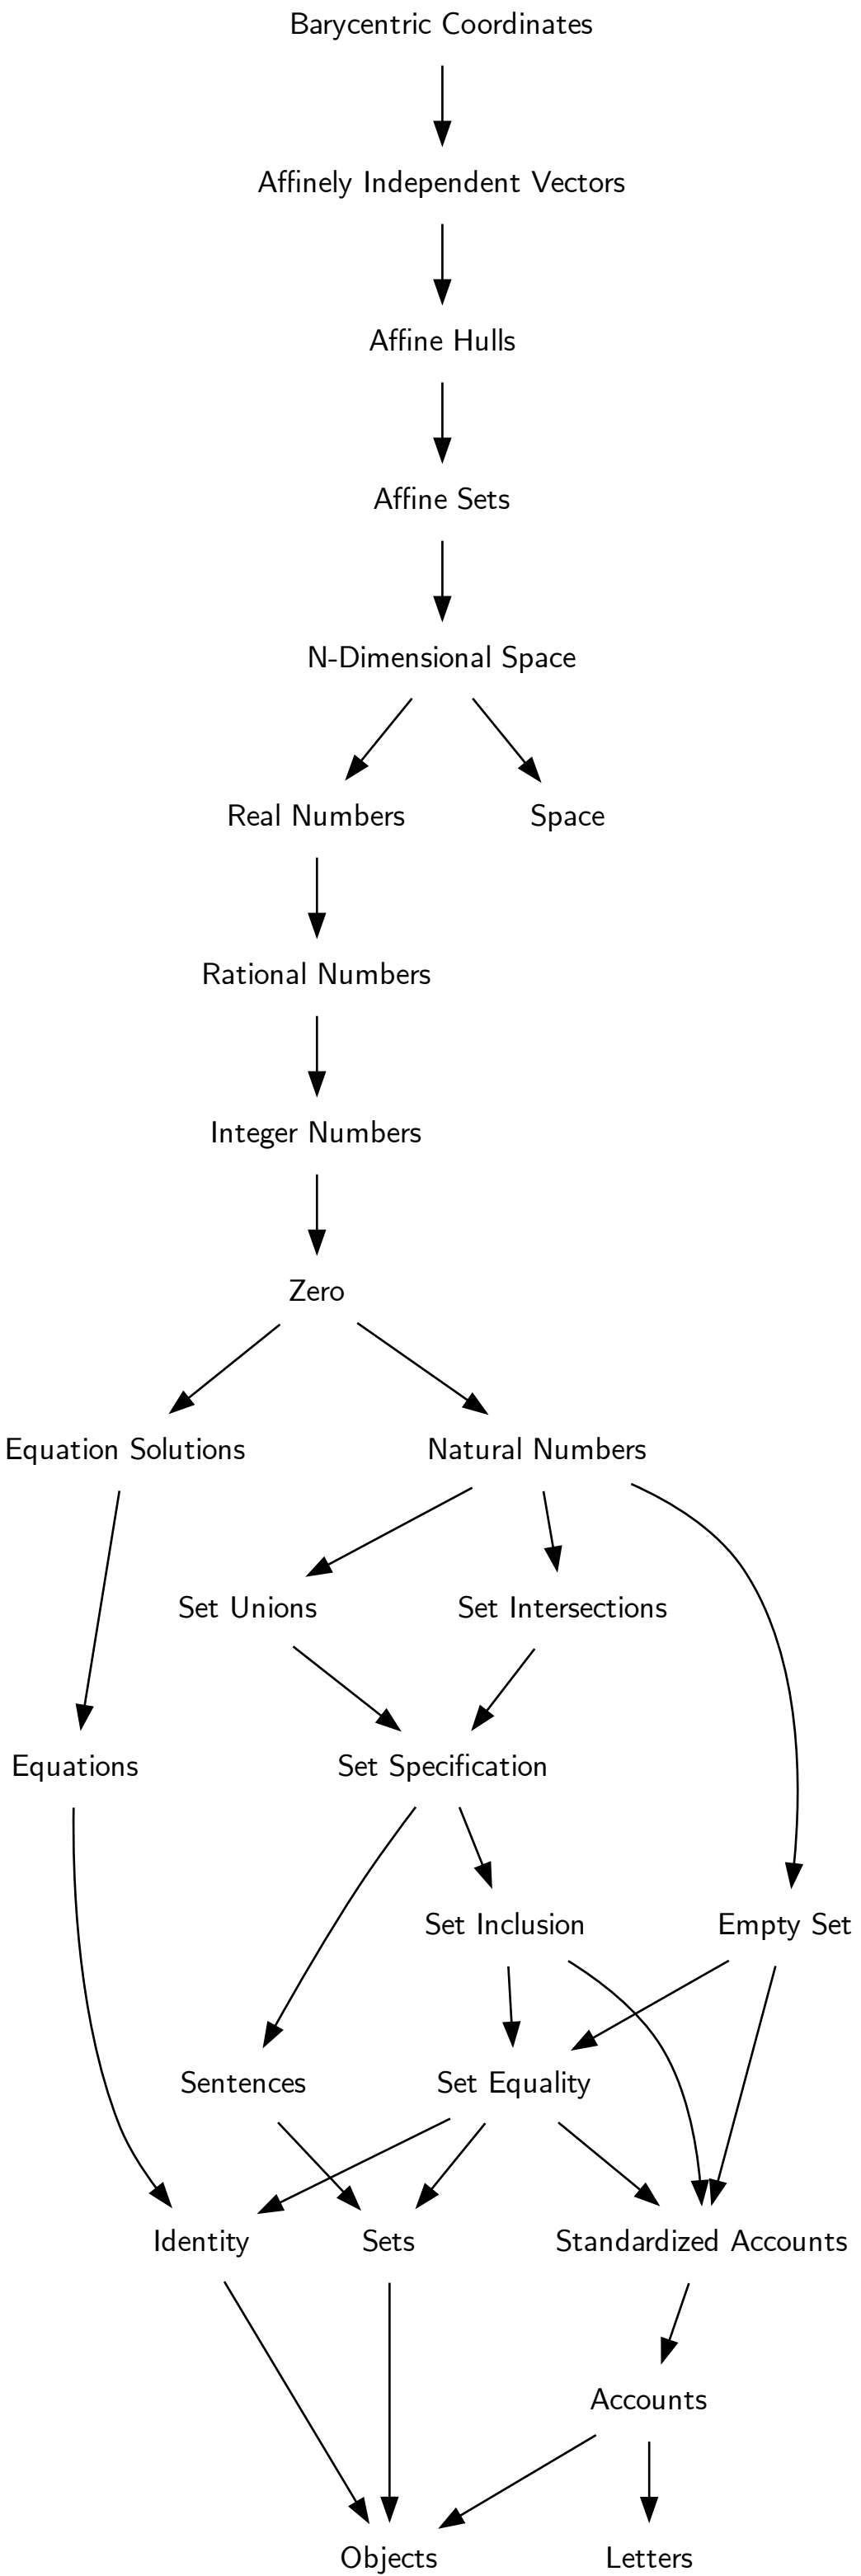 Barycentric Coordinates
Affinely Independent Vectors
Affine Hulls
Affine Sets
N-Dimensional Space
Real Numbers
Space
Rational Numbers
Integer Numbers
Zero
Equation Solutions
Natural Numbers
Set Unions
Set Intersections
Equations
Set Specification
Set Inclusion
Empty Set
Sentences
Set Equality
Identity
Sets
Standardized Accounts
Accounts
Objects
Letters